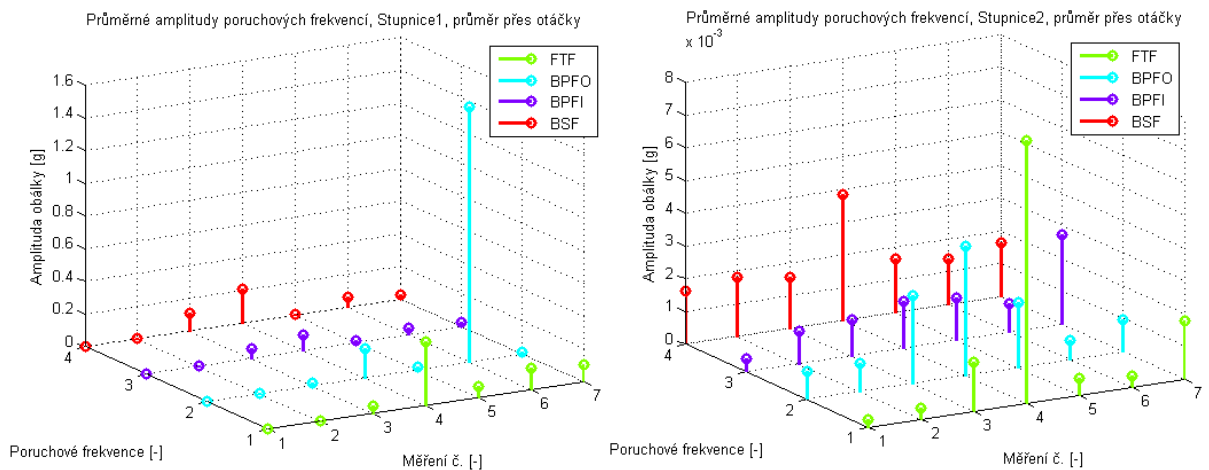 Průměrné amplitudy poruchových frekvencí, Stupnice1, průměr přes otáčky
FTF
BPFO
BPFI
BSF
1.6
1.4
1.2
1
0.8
0.6
0.4
0.2
0
Amplituda obálky [g]
4
3
2
1
Poruchové frekvence [-]
1
2
3
4
5
6
7
Měření č. [-]
Průměrné amplitudy poruchových frekvencí, Stupnice2, průměr přes otáčky
x 10⁻³
FTF
BPFO
BPFI
BSF
8
7
6
5
4
3
2
1
0
Amplituda obálky [g]
4
3
2
1
Poruchové frekvence [-]
1
2
3
4
5
6
7
Měření č. [-]